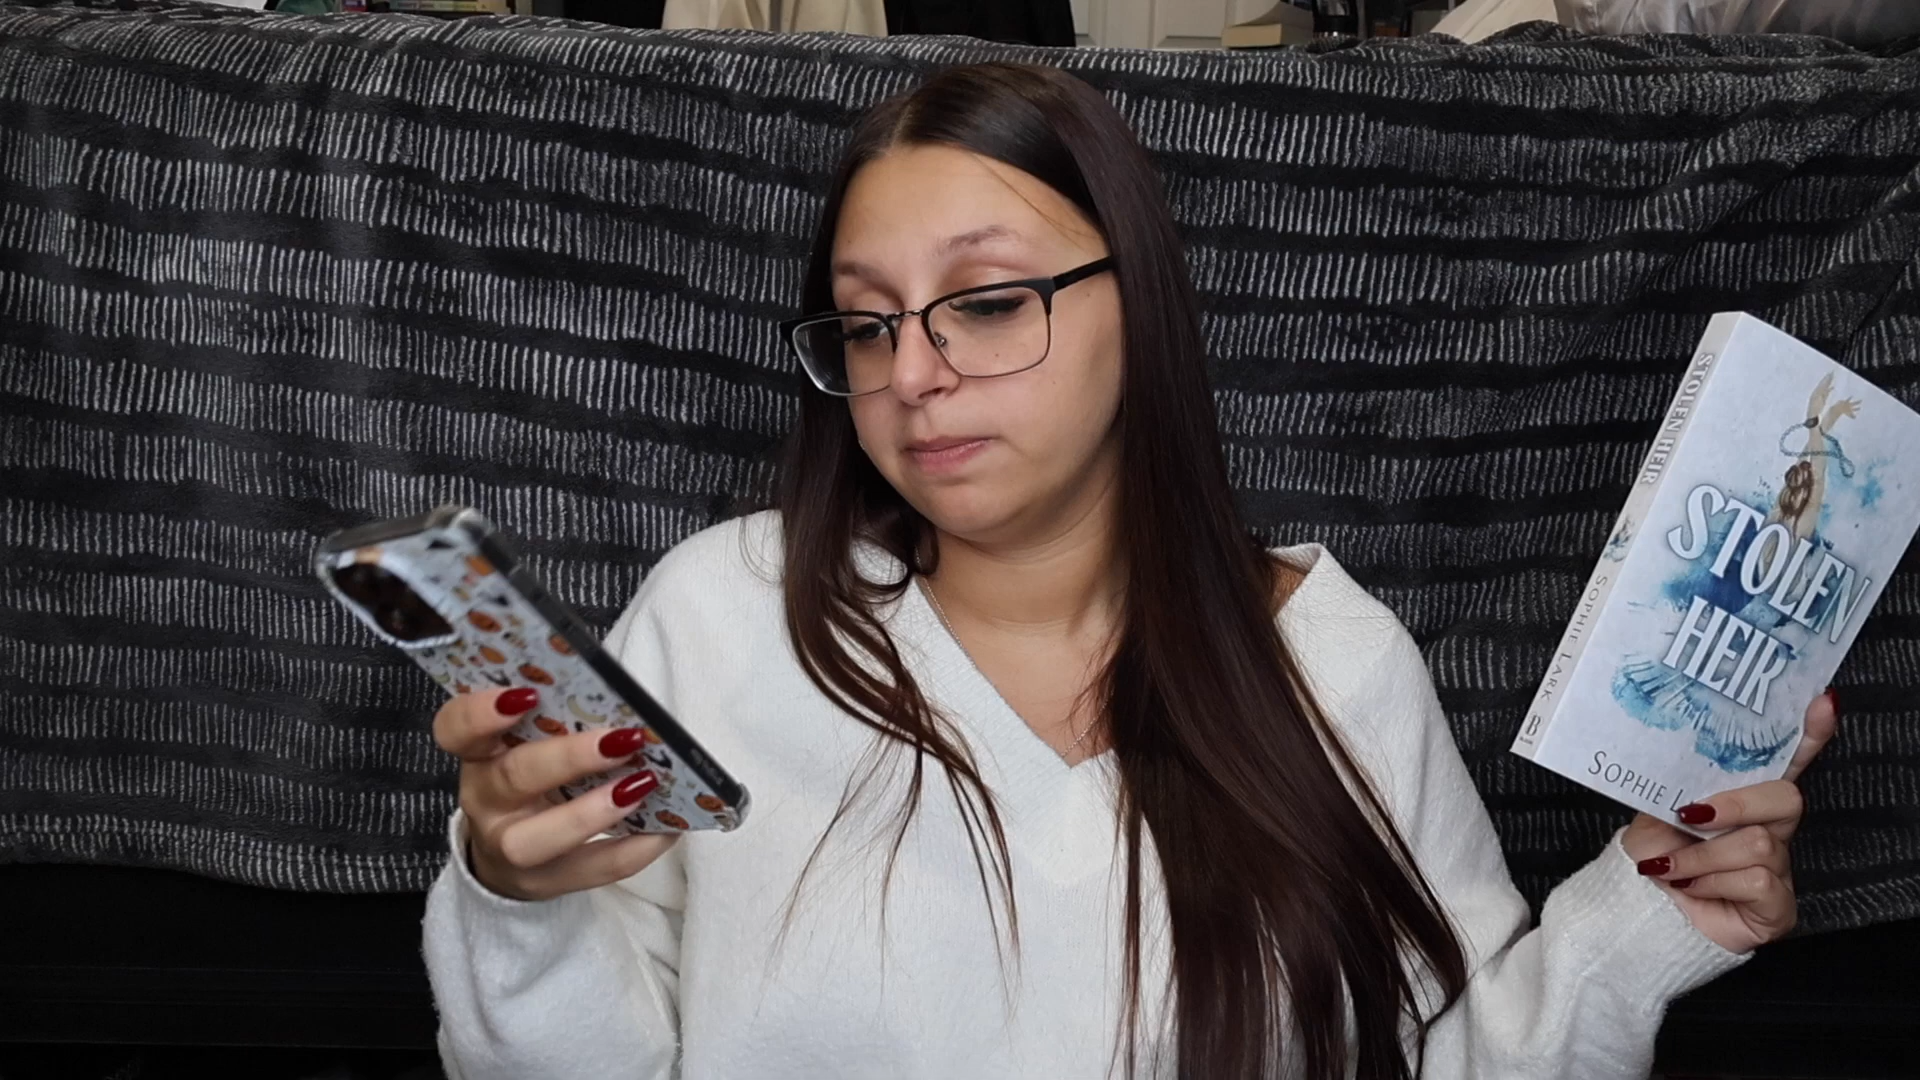 STOLEN HEIR
SOPHIE LARK
B
STOLEN
HEIR
SOPHIE L